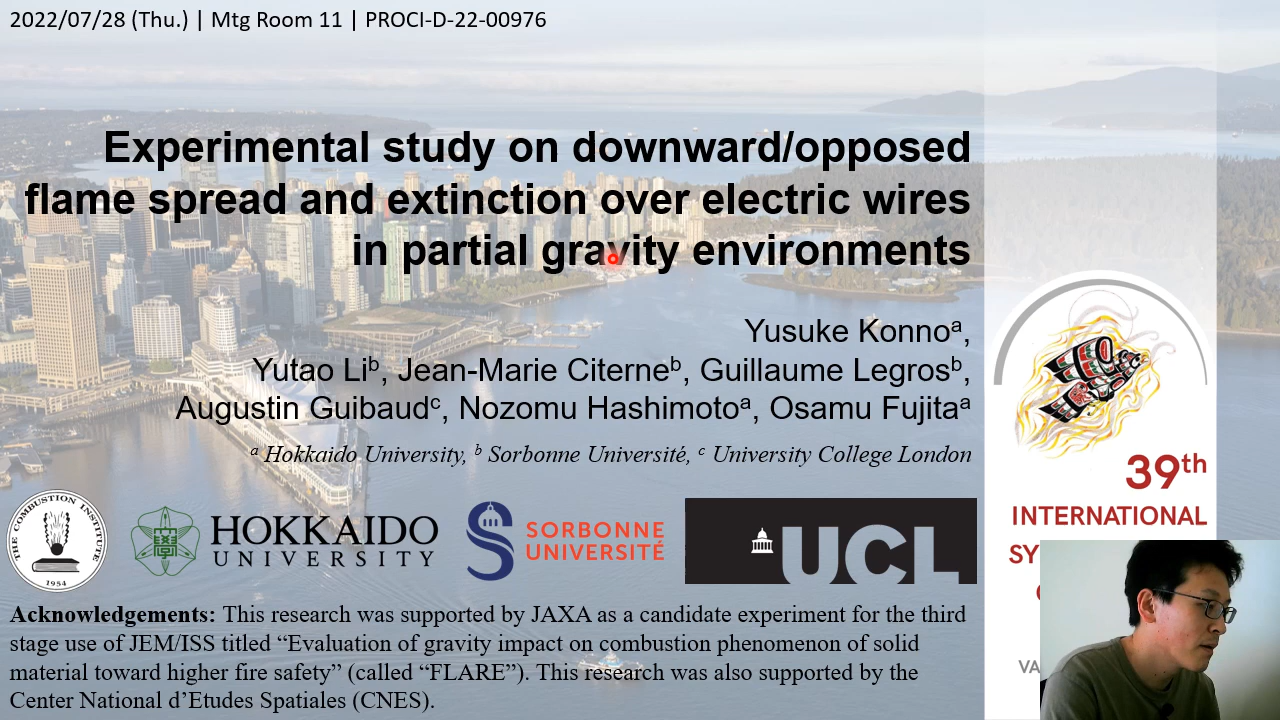 2022/07/28 (Thu.) | Mtg Room 11 | PROCI-D-22-00976
Experimental study on downward/opposed
flame spread and extinction over electric wires
in partial gravity environments
Yusuke Konnoᵃ,
Yutao Liᵇ, Jean-Marie Citerneᵇ, Guillaume Legrosᵇ,
Augustin Guibaudᶜ, Nozomu Hashimotoᵃ, Osamu Fujitaᵃ
ᵃ Hokkaido University, ᵇ Sorbonne Université, ᶜ University College London
39th
INTERNATIONAL
THE COMBUSTION INSTITUTE
1954
HOKKAIDO
UNIVERSITY
SORBONNE
UNIVERSITÉ
UCL
Acknowledgements: This research was supported by JAXA as a candidate experiment for the third
stage use of JEM/ISS titled “Evaluation of gravity impact on combustion phenomenon of solid
material toward higher fire safety” (called “FLARE”). This research was also supported by the
Center National d’Etudes Spatiales (CNES).